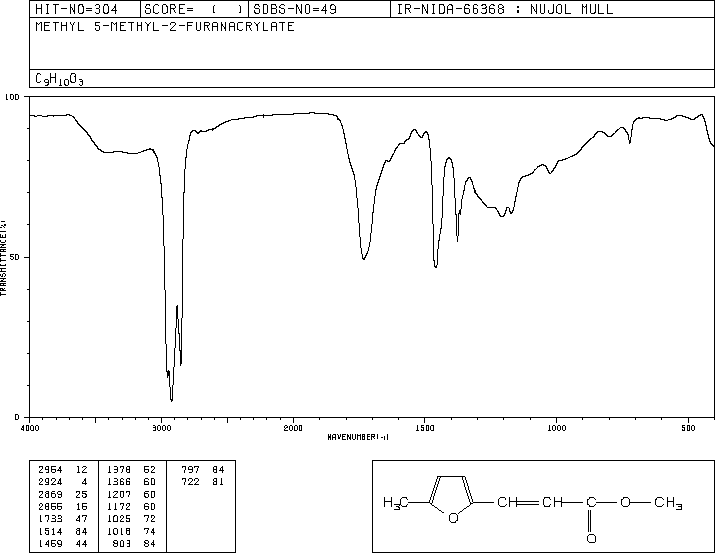 HIT-NO=304 SCORE= ( ) SDBS-NO=49 IR-NIDA-66368 : NUJOL MULL
METHYL 5-METHYL-2-FURANACRYLATE
C9H10O3
100
50
0
TRANSMITTANCE(%)
4000 3000 2000 1500 1000 500
WAVENUMBER(-1)
2954 12 1378 52 797 84
2924 4 1366 60 722 81
2869 25 1207 60
2855 15 1172 60
1733 47 1025 72
1514 84 1018 74
1459 44 803 84
H3C O CH CH C O CH3
O